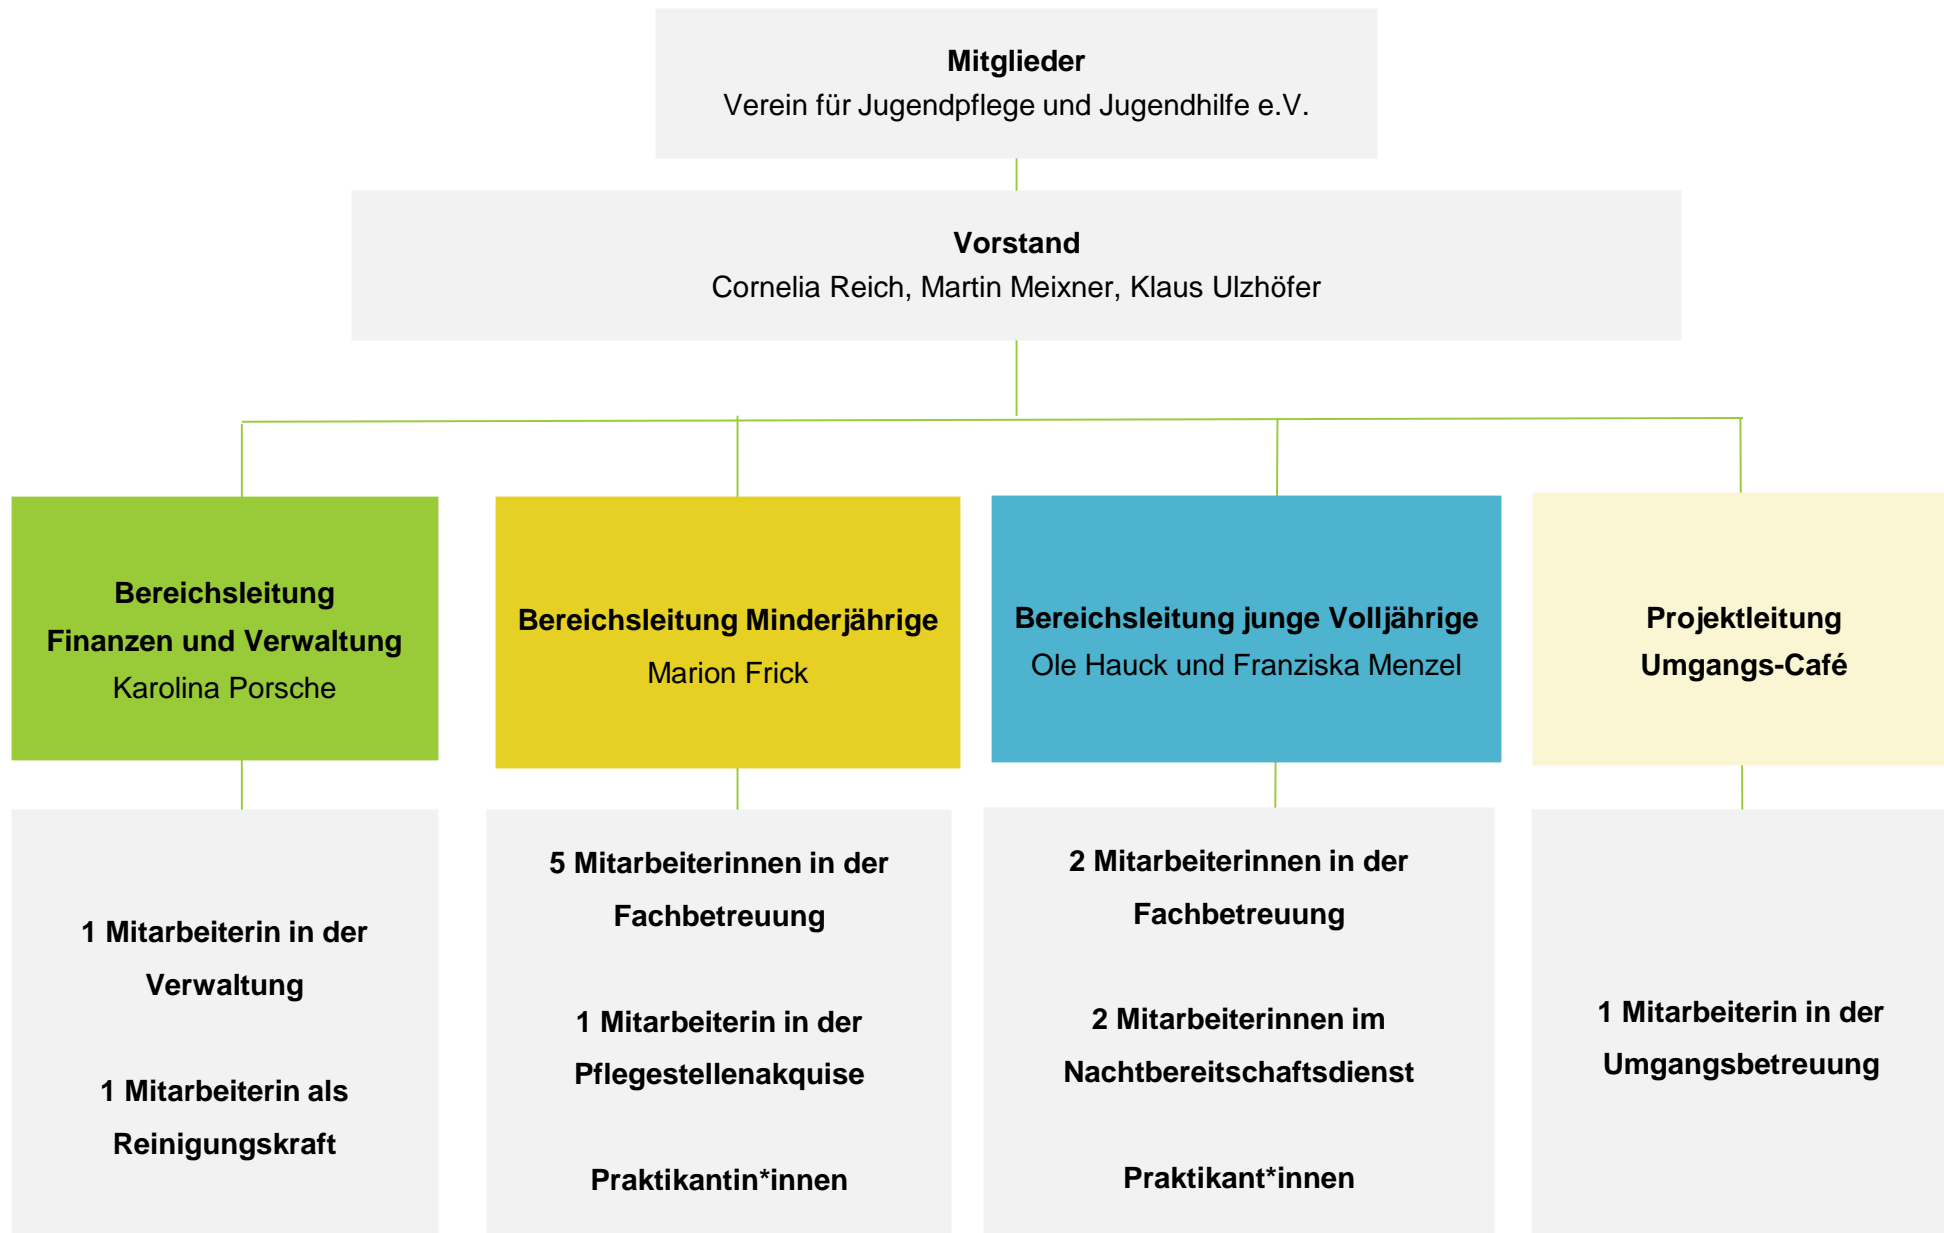 Mitglieder
Verein für Jugendpflege und Jugendhilfe e.V.
Vorstand
Cornelia Reich, Martin Meixner, Klaus Ulzhöfer
Bereichsleitung
Finanzen und Verwaltung
Karolina Porsche
Bereichsleitung Minderjährige
Marion Frick
Bereichsleitung junge Volljährige
Ole Hauck und Franziska Menzel
Projektleitung
Umgangs-Café
1 Mitarbeiterin in der
Verwaltung
1 Mitarbeiterin als
Reinigungskraft
5 Mitarbeiterinnen in der
Fachbetreuung
1 Mitarbeiterin in der
Pflegestellenakquise
Praktikantin*innen
2 Mitarbeiterinnen in der
Fachbetreuung
2 Mitarbeiterinnen im
Nachtbereitschaftsdienst
Praktikant*innen
1 Mitarbeiterin in der
Umgangsbetreuung